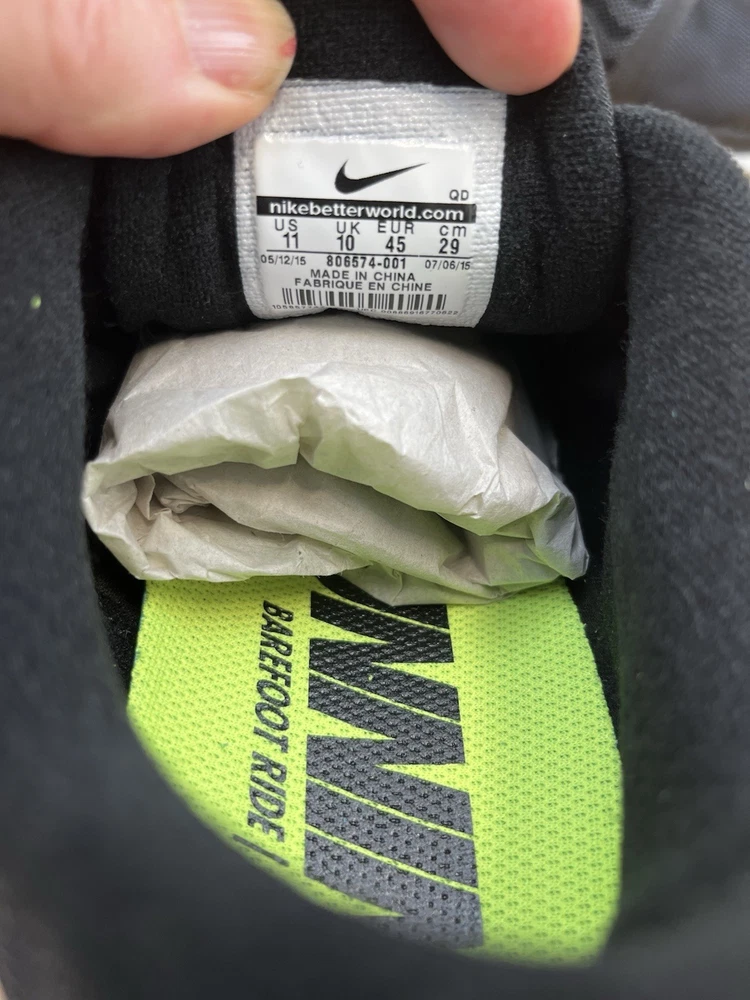 QD
nikebetterworld.com
US UK EUR cm
11 10 45 29
05/12/15 806574-001 07/06/15
MADE IN CHINA
FABRIQUE EN CHINE
BAREFOOT RIDE |